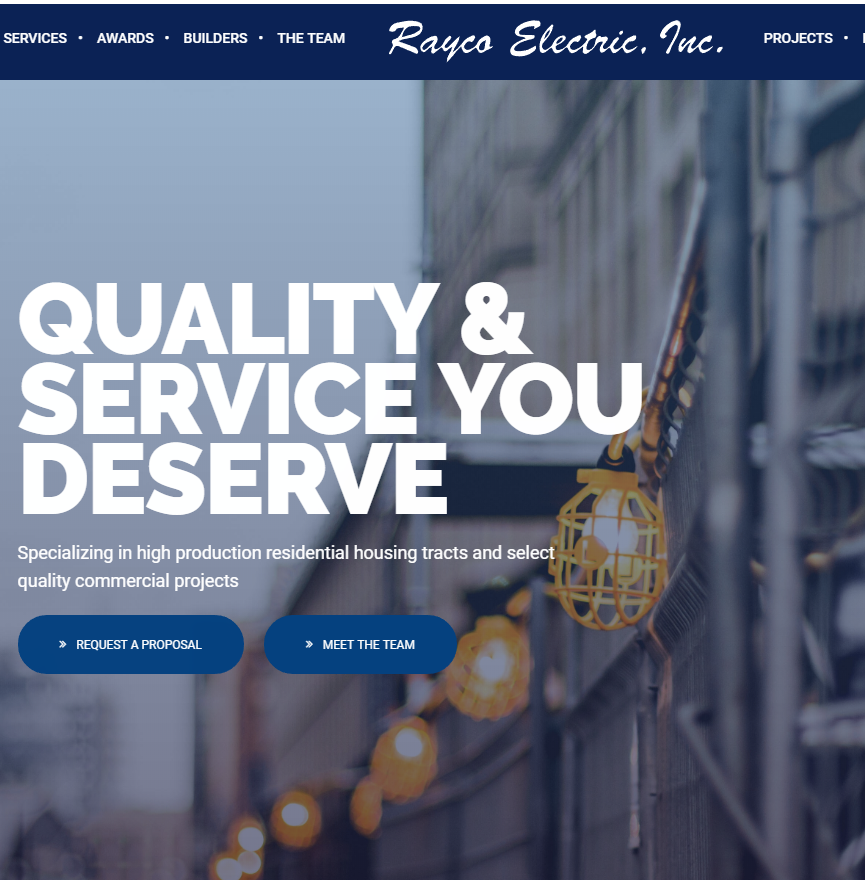 SERVICES • AWARDS • BUILDERS • THE TEAM Rayco Electric, Inc. PROJECTS •
QUALITY &
SERVICE YOU
DESERVE
Specializing in high production residential housing tracts and select
quality commercial projects
» REQUEST A PROPOSAL » MEET THE TEAM